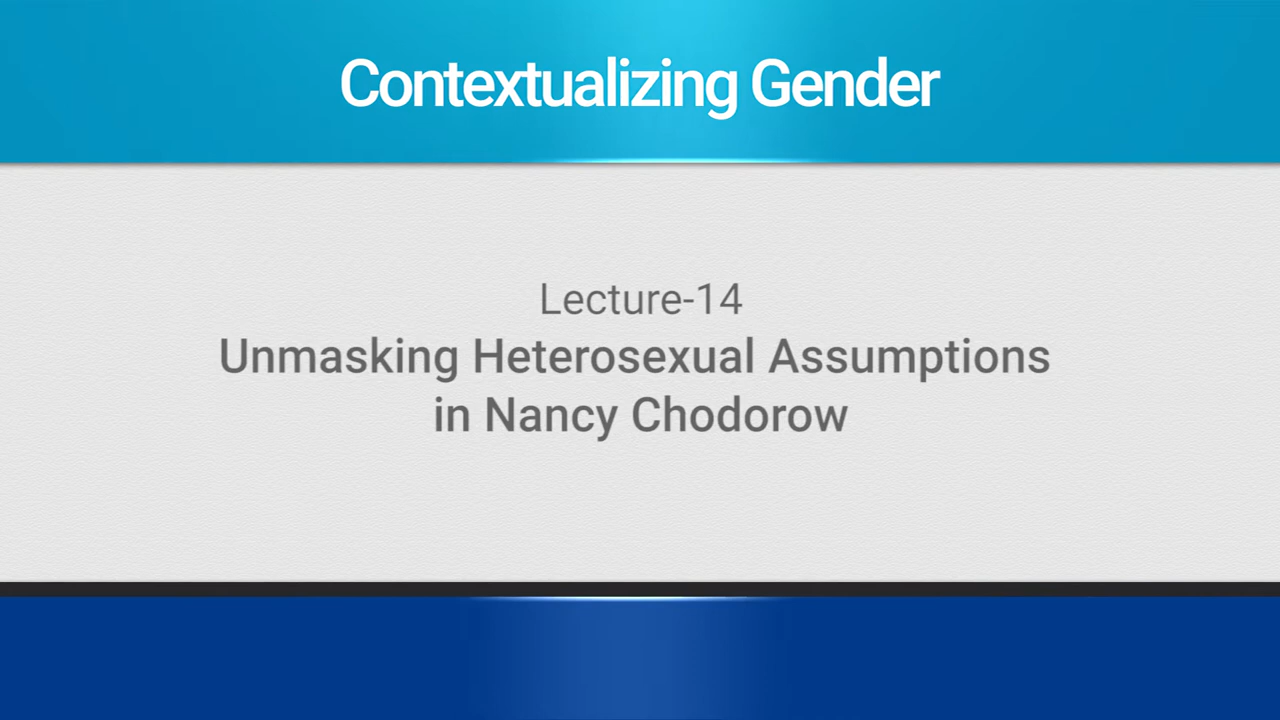 Contextualizing Gender
Lecture-14
Unmasking Heterosexual Assumptions
in Nancy Chodorow